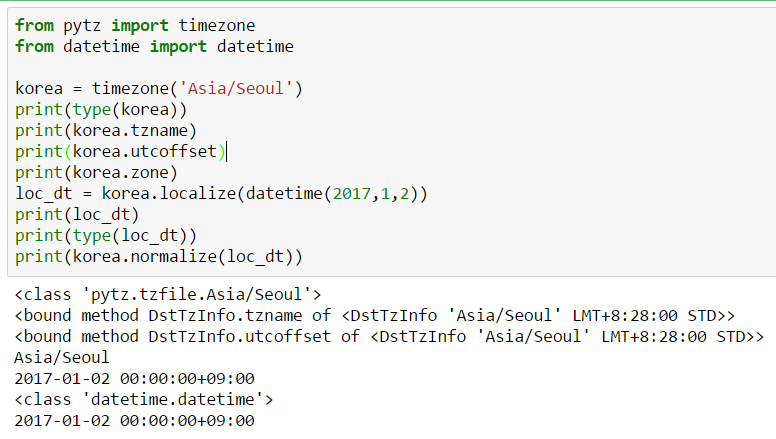 from pytz import timezone
from datetime import datetime

korea = timezone('Asia/Seoul')
print(type(korea))
print(korea.tzname)
print(korea.utcoffset)
print(korea.zone)
loc_dt = korea.localize(datetime(2017,1,2))
print(loc_dt)
print(type(loc_dt))
print(korea.normalize(loc_dt))
<class 'pytz.tzfile.Asia/Seoul'>
<bound method DstTzInfo.tzname of <DstTzInfo 'Asia/Seoul' LMT+8:28:00 STD>>
<bound method DstTzInfo.utcoffset of <DstTzInfo 'Asia/Seoul' LMT+8:28:00 STD>>
Asia/Seoul
2017-01-02 00:00:00+09:00
<class 'datetime.datetime'>
2017-01-02 00:00:00+09:00